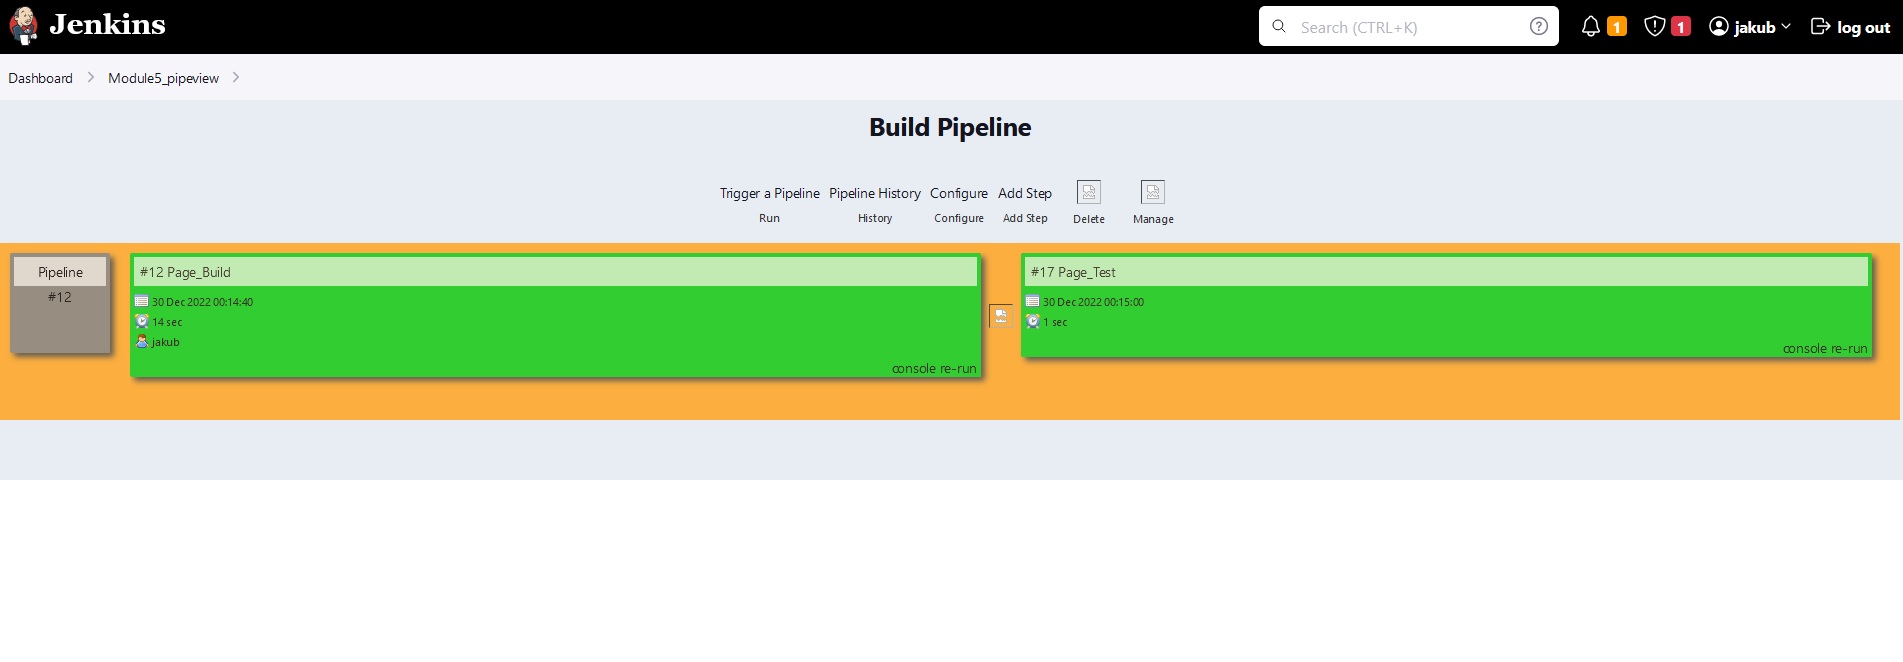 Jenkins
Search (CTRL+K)
?
1
1
jakub
log out
Dashboard
Module5_pipeview
Build Pipeline
Trigger a Pipeline Pipeline History Configure Add Step
Run History Configure Add Step Delete Manage
Pipeline
#12
#12 Page_Build
30 Dec 2022 00:14:40
14 sec
jakub
console re-run
#17 Page_Test
30 Dec 2022 00:15:00
1 sec
console re-run